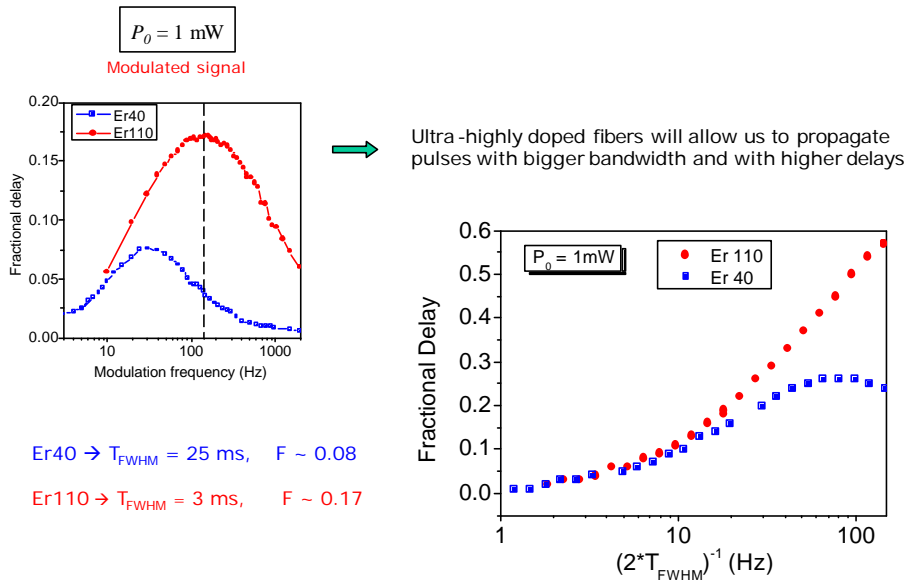 P0 = 1 mW
Modulated signal
0.20
0.15
0.10
0.05
0.00
Fractional delay
Er40
Er110
10
100
1000
Modulation frequency (Hz)
Ultra -highly doped fibers will allow us to propagate
pulses with bigger bandwidth and with higher delays
0.6
0.5
0.4
0.3
0.2
0.1
0.0
Fractional Delay
P0 = 1mW
Er 110
Er 40
1
10
100
(2*TFWHM)-1 (Hz)
Er40 → TFWHM = 25 ms, F ~ 0.08
Er110 → TFWHM = 3 ms, F ~ 0.17